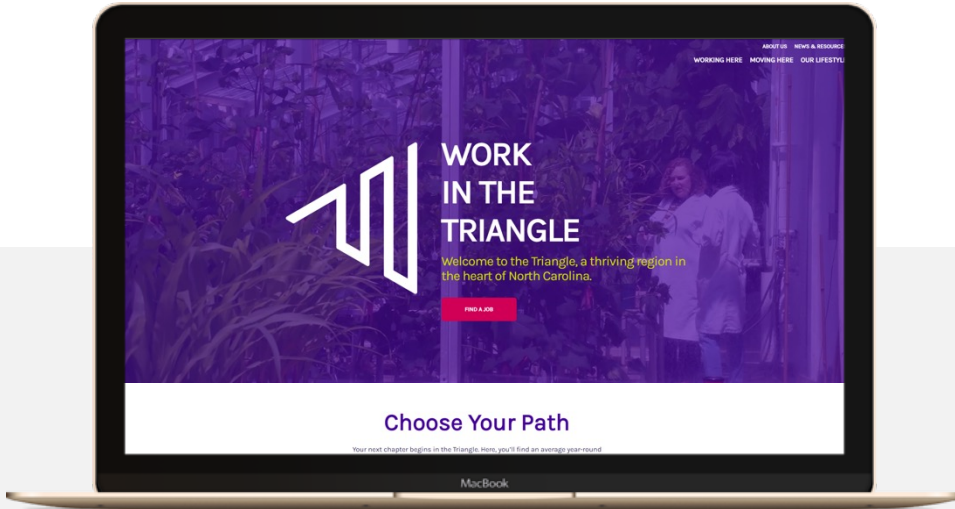 ABOUT US NEWS & RESOURCES
WORKING HERE MOVING HERE OUR LIFESTYL
WORK
IN THE
TRIANGLE
Welcome to the Triangle, a thriving region in
the heart of North Carolina.
FIND A JOB
Choose Your Path
Your next chapter begins in the Triangle. Here, you'll find an average year-round
MacBook